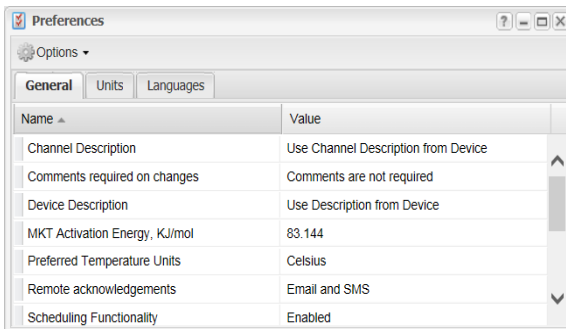 Preferences
Options
General Units Languages
Name Value
Channel Description Use Channel Description from Device
Comments required on changes Comments are not required
Device Description Use Description from Device
MKT Activation Energy, KJ/mol 83.144
Preferred Temperature Units Celsius
Remote acknowledgements Email and SMS
Scheduling Functionality Enabled